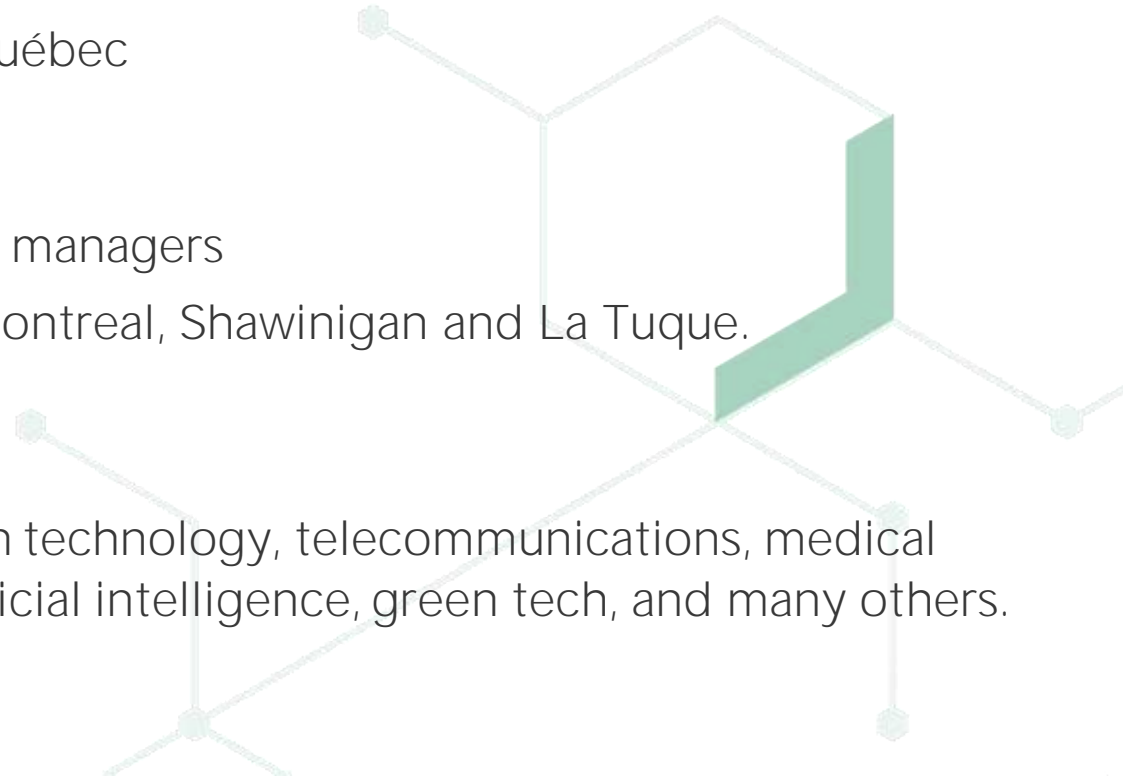 uébec
managers
ontreal, Shawinigan and La Tuque.
n technology, telecommunications, medical
icial intelligence, green tech, and many others.